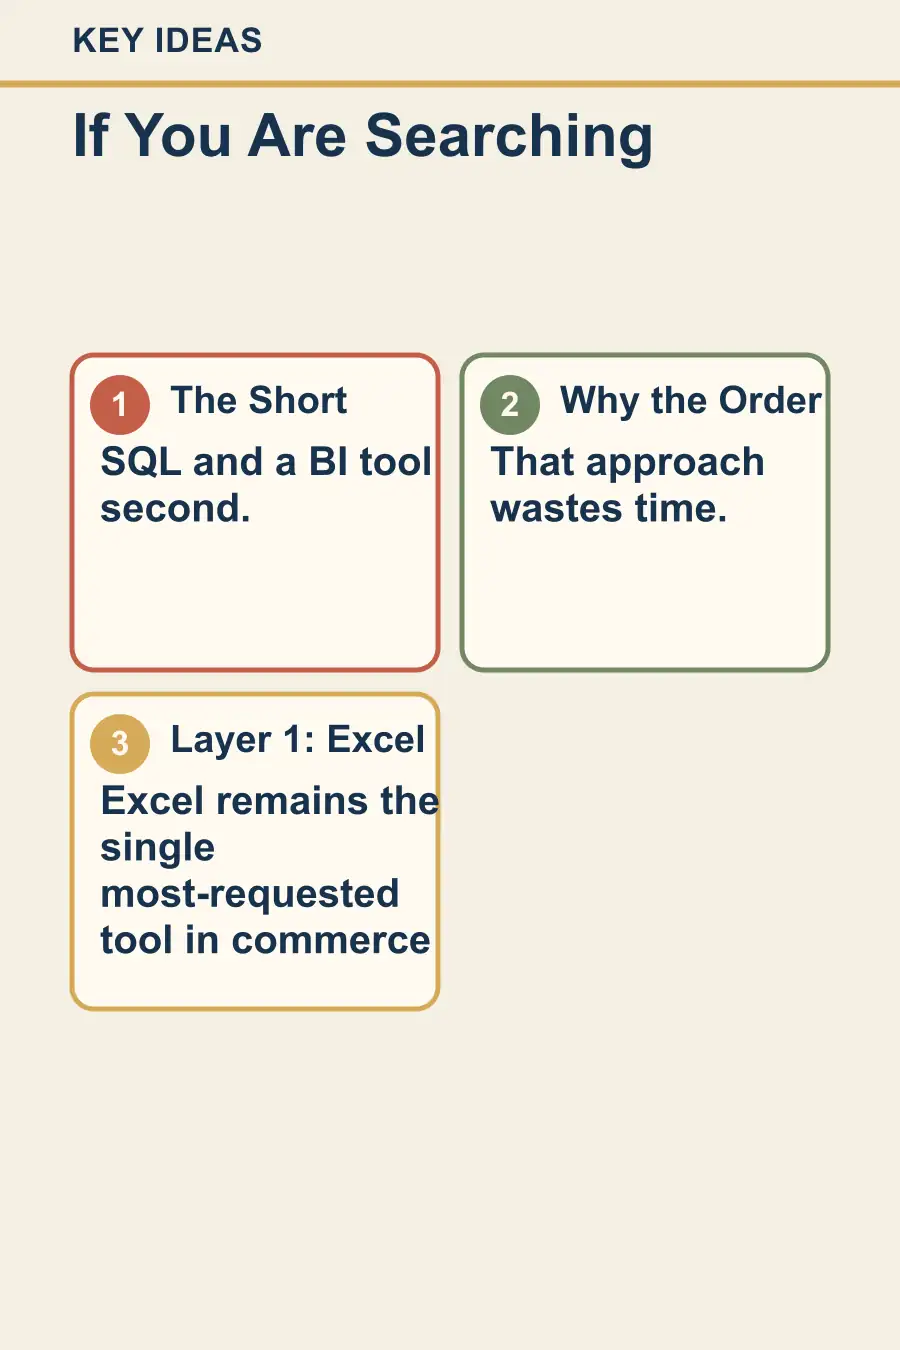 KEY IDEAS
If You Are Searching
1 The Short
SQL and a BI tool
second.
2 Why the Order
That approach
wastes time.
3 Layer 1: Excel
Excel remains the
single
most-requested
tool in commerce